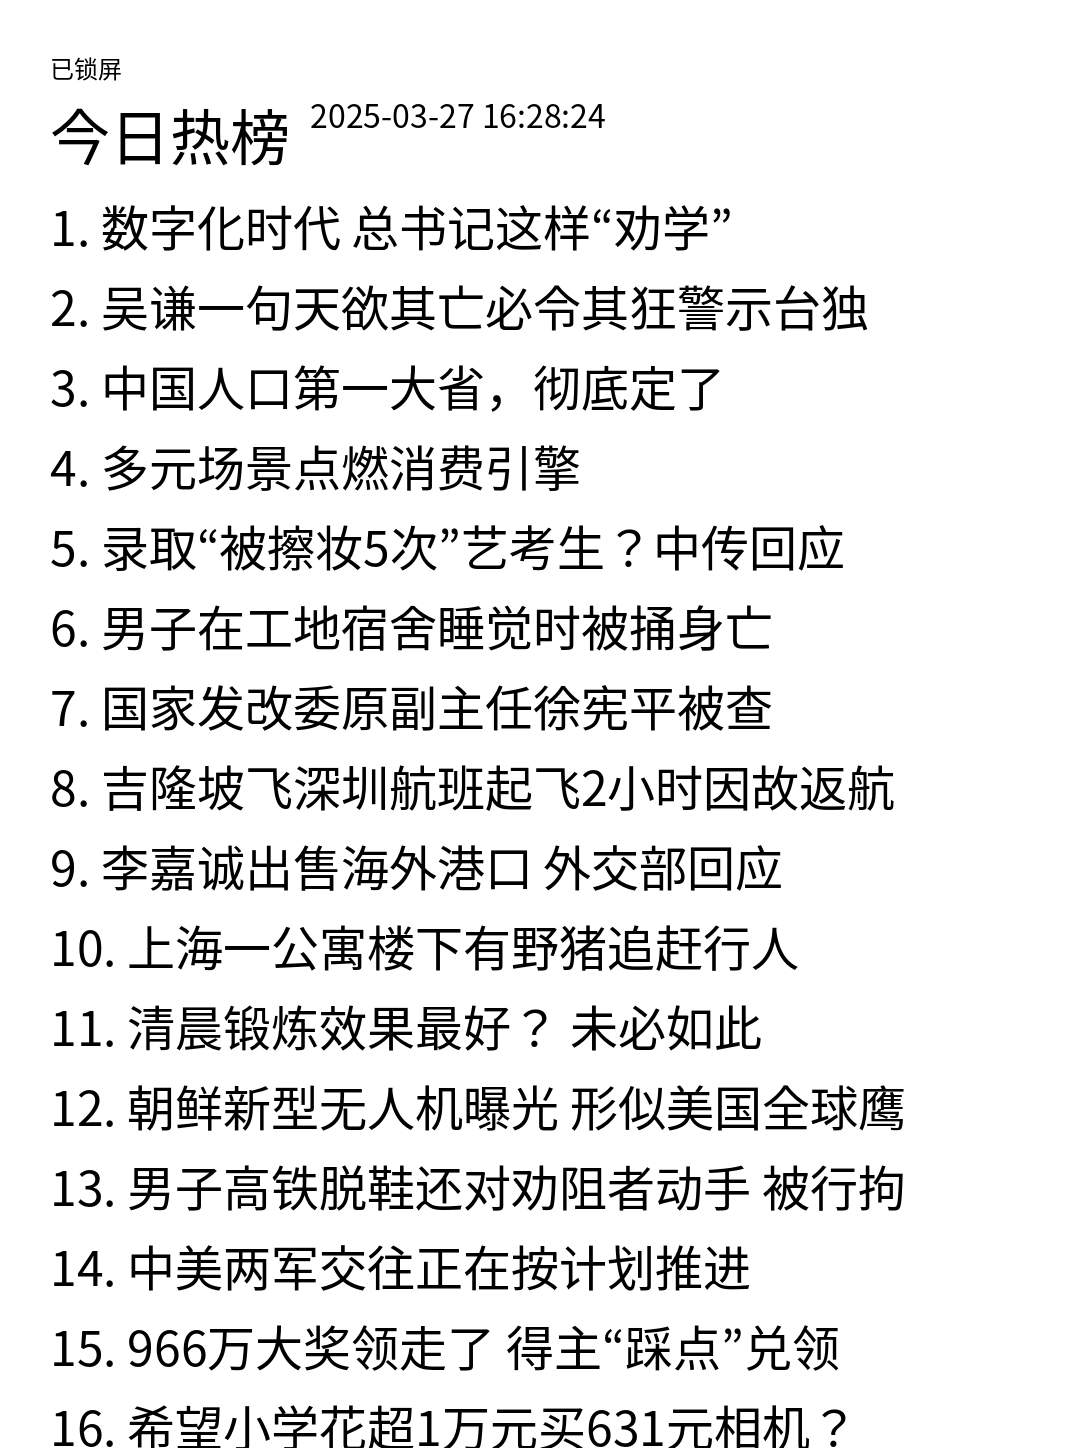 已锁屏
今日热榜 2025-03-27 16:28:24
1. 数字化时代 总书记这样“劝学”
2. 吴谦一句天欲其亡必令其狂警示台独
3. 中国人口第一大省，彻底定了
4. 多元场景点燃消费引擎
5. 录取“被擦妆5次”艺考生？中传回应
6. 男子在工地宿舍睡觉时被捅身亡
7. 国家发改委原副主任徐宪平被查
8. 吉隆坡飞深圳航班起飞2小时因故返航
9. 李嘉诚出售海外港口 外交部回应
10. 上海一公寓楼下有野猪追赶行人
11. 清晨锻炼效果最好？ 未必如此
12. 朝鲜新型无人机曝光 形似美国全球鹰
13. 男子高铁脱鞋还对劝阻者动手 被行拘
14. 中美两军交往正在按计划推进
15. 966万大奖领走了 得主“踩点”兑领
16. 希望小学花超1万元买631元相机？